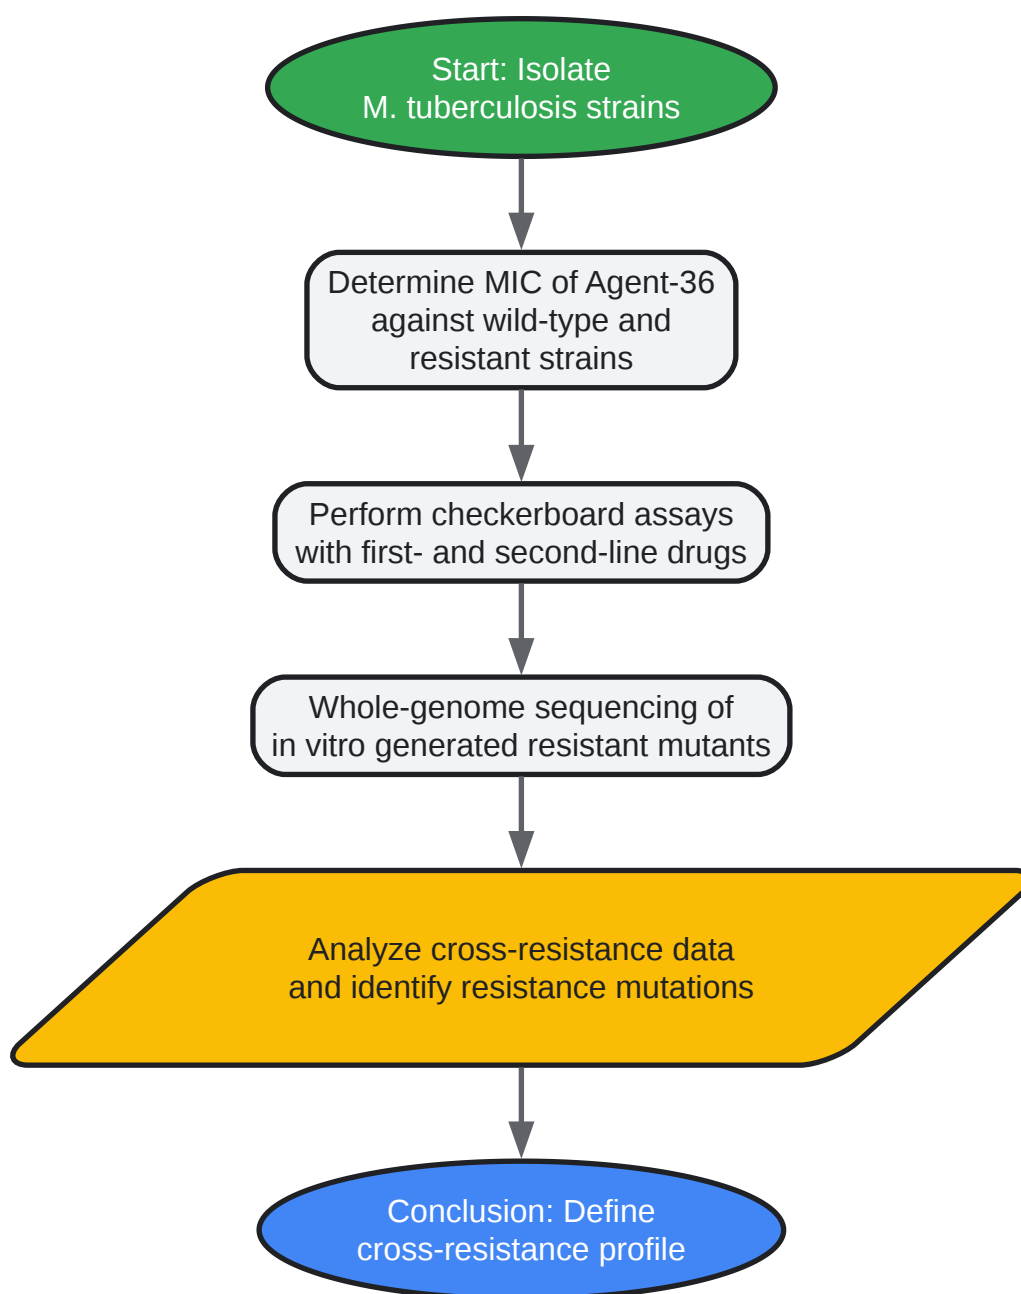 Start: Isolate
M. tuberculosis strains
Determine MIC of Agent-36
against wild-type and
resistant strains
Perform checkerboard assays
with first- and second-line drugs
Whole-genome sequencing of
in vitro generated resistant mutants
Analyze cross-resistance data
and identify resistance mutations
Conclusion: Define
cross-resistance profile